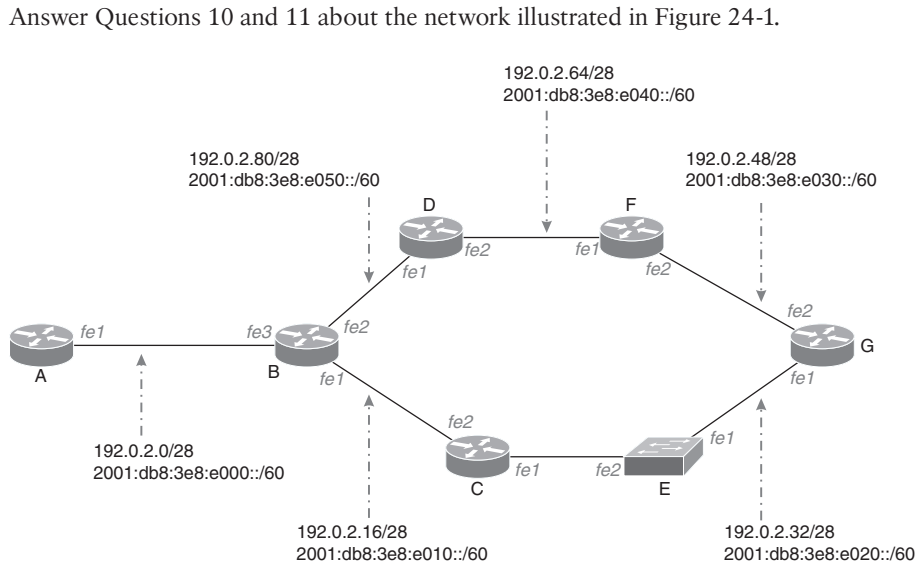 Answer Questions 10 and 11 about the network illustrated in Figure 24-1.
192.0.2.64/28
2001:db8:3e8:e040::/60
192.0.2.80/28
2001:db8:3e8:e050::/60
192.0.2.48/28
2001:db8:3e8:e030::/60
D
F
fe2
fe1
fe1
fe2
fe2
fe1
fe3
fe2
G
A
B
fe1
fe1
fe2
fe1
192.0.2.0/28
2001:db8:3e8:e000::/60
fe1
fe2
C
E
192.0.2.16/28
2001:db8:3e8:e010::/60
192.0.2.32/28
2001:db8:3e8:e020::/60